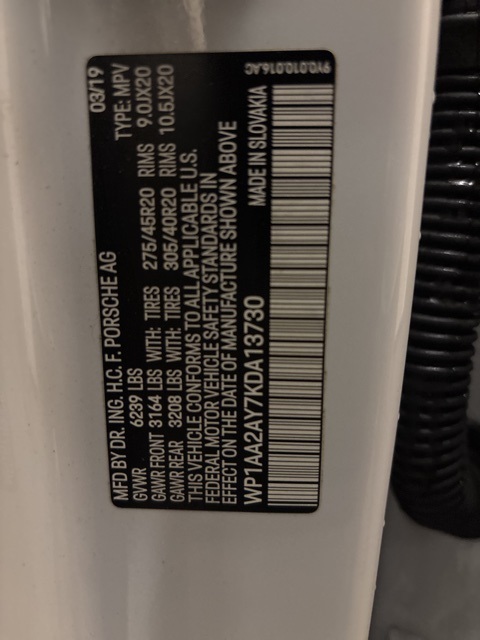 MFD BY DR. ING. H.C. F. PORSCHE AG 03/19
GVWR 6239 LBS TYPE: MPV
GAWR FRONT 3164 LBS WITH: TIRES 275/45R20 RIMS 9.0JX20
GAWR REAR 3208 LBS WITH: TIRES 305/40R20 RIMS 10.5JX20
THIS VEHICLE CONFORMS TO ALL APPLICABLE U.S.
FEDERAL MOTOR VEHICLE SAFETY STANDARDS IN
EFFECT ON THE DATE OF MANUFACTURE SHOWN ABOVE
WP1AA2AY7KDA13730 MADE IN SLOVAKIA
9Y0.010.016.AC